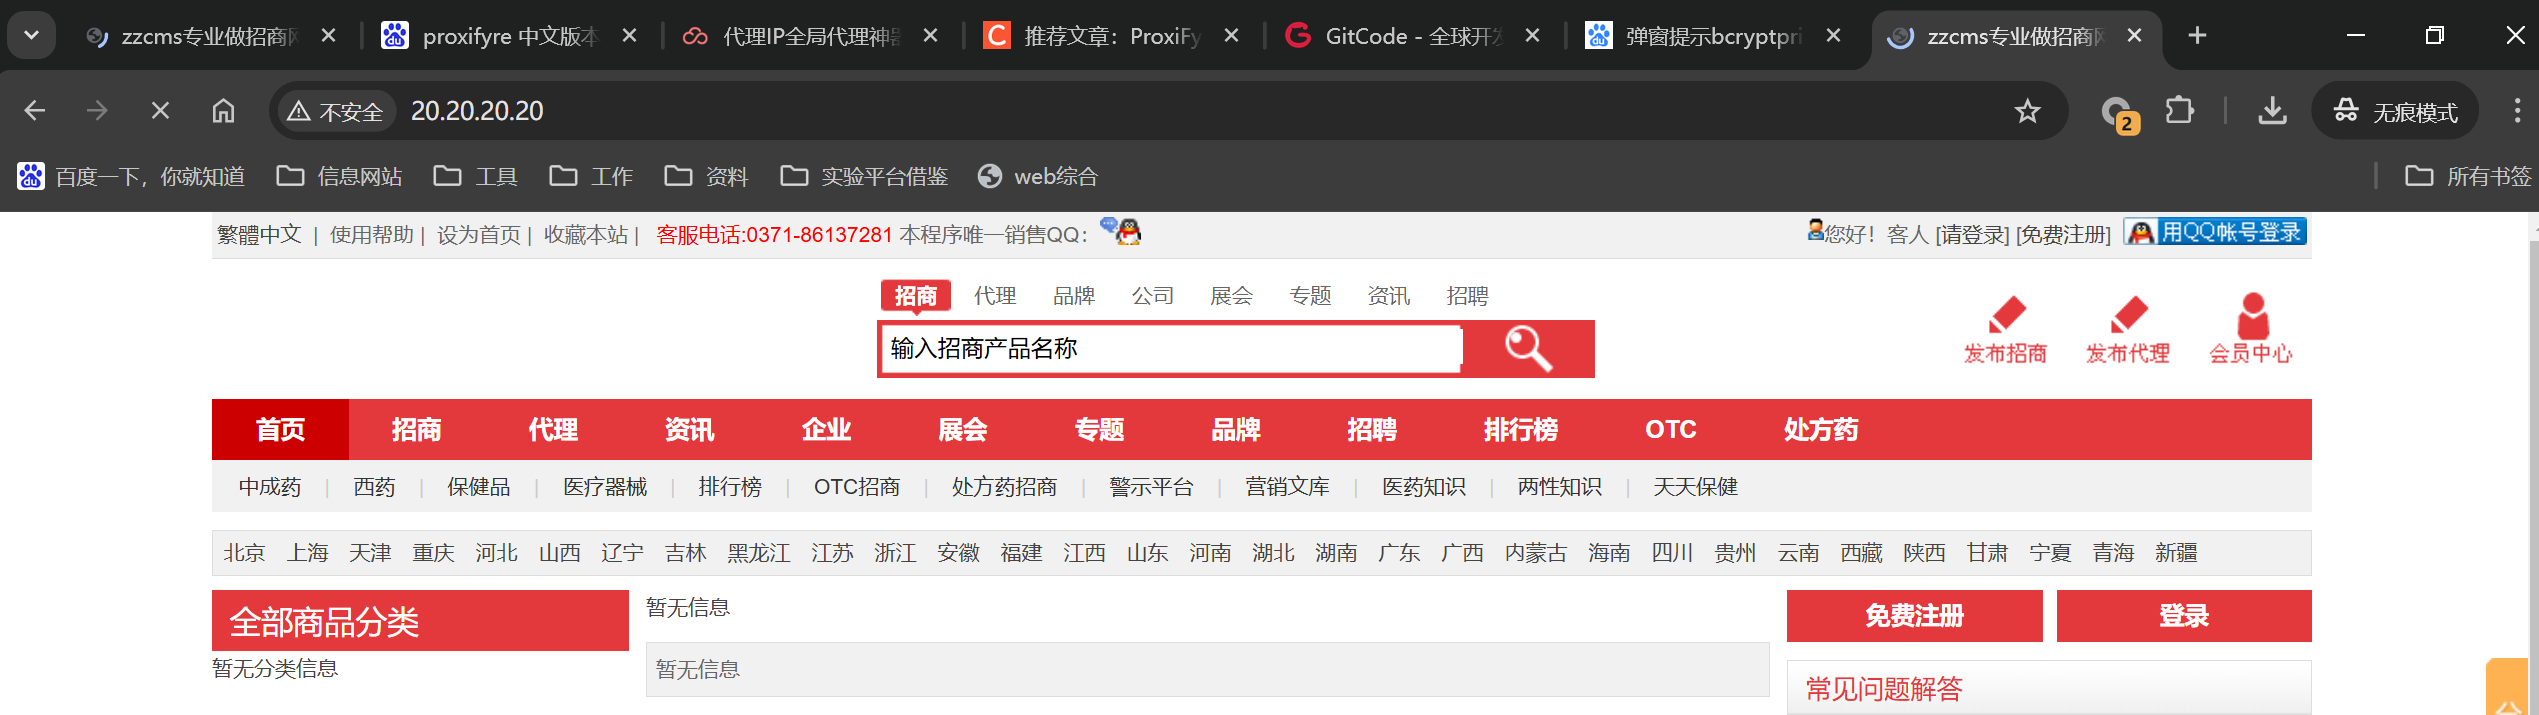 zzcms专业做招商网
proxifyre 中文版本
代理IP全局代理神器
推荐文章：ProxiFy
GitCode - 全球开发
弹窗提示bcryptpri
zzcms专业做招商网
不安全 20.20.20.20
2
无痕模式
百度一下，你就知道 信息网站 工具 工作 资料 实验平台借鉴 web综合 所有书签
繁體中文 | 使用帮助 | 设为首页 | 收藏本站 | 客服电话:0371-86137281 本程序唯一销售QQ：
您好！客人 [请登录] [免费注册] 用QQ帐号登录
招商 代理 品牌 公司 展会 专题 资讯 招聘
输入招商产品名称
发布招商 发布代理 会员中心
首页 招商 代理 资讯 企业 展会 专题 品牌 招聘 排行榜 OTC 处方药
中成药 | 西药 | 保健品 | 医疗器械 | 排行榜 | OTC招商 | 处方药招商 | 警示平台 | 营销文库 | 医药知识 | 两性知识 | 天天保健
北京 上海 天津 重庆 河北 山西 辽宁 吉林 黑龙江 江苏 浙江 安徽 福建 江西 山东 河南 湖北 湖南 广东 广西 内蒙古 海南 四川 贵州 云南 西藏 陕西 甘肃 宁夏 青海 新疆
全部商品分类
暂无分类信息
暂无信息
暂无信息
免费注册 登录
常见问题解答